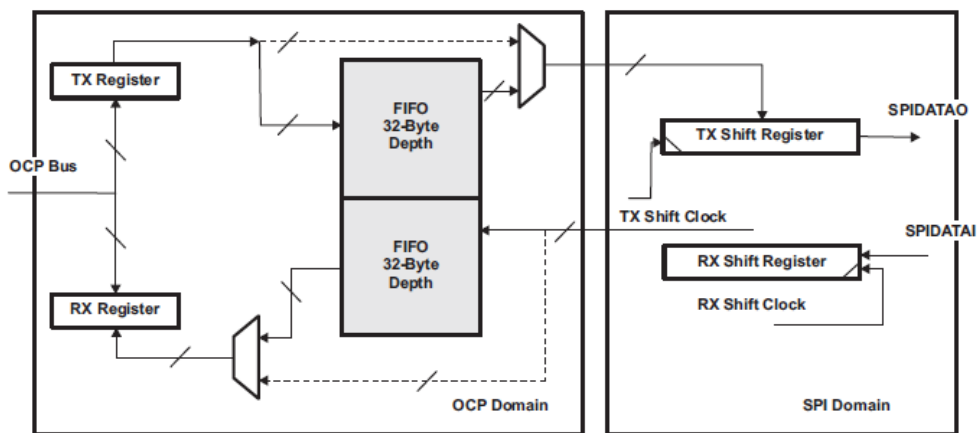 TX Register
FIFO
32-Byte
Depth
SPIDATAO
TX Shift Register
OCP Bus
TX Shift Clock
SPIDATAI
FIFO
32-Byte
Depth
RX Shift Register
RX Register
RX Shift Clock
OCP Domain
SPI Domain